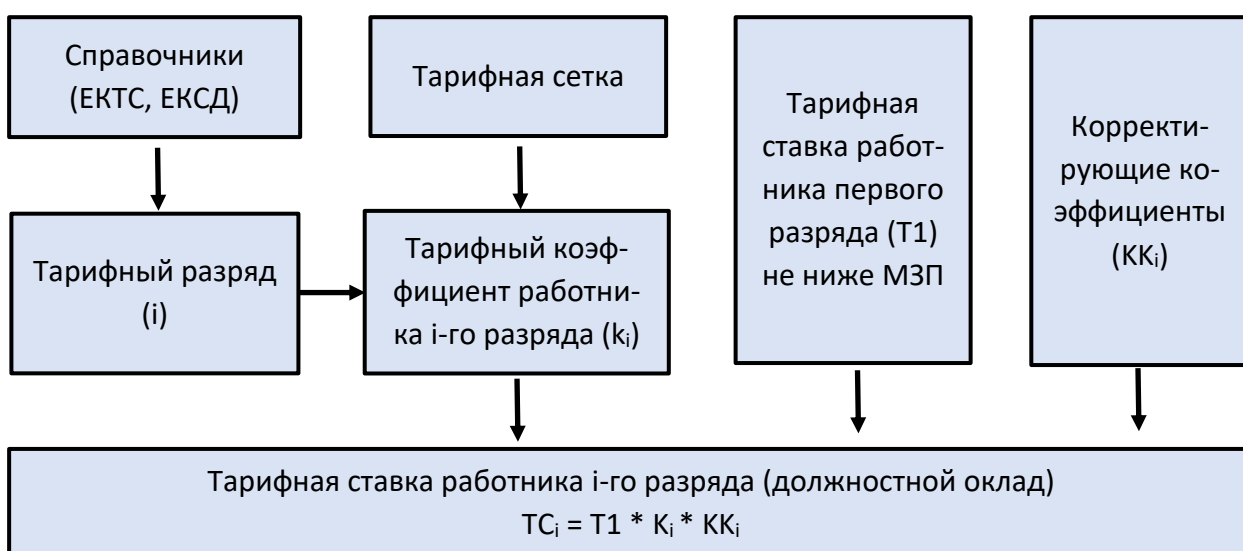 Справочники
(ЕКТС, ЕКСД)
Тарифная сетка
Тарифная
ставка работ-
ника первого
разряда (Т1)
не ниже МЗП
Корректи-
рующие ко-
эффициенты
(KKi)
Тарифный разряд
(i)
Тарифный коэф-
фициент работни-
ка i-го разряда (ki)
Тарифная ставка работника i-го разряда (должностной оклад)
TCi = T1 * Ki * KKi